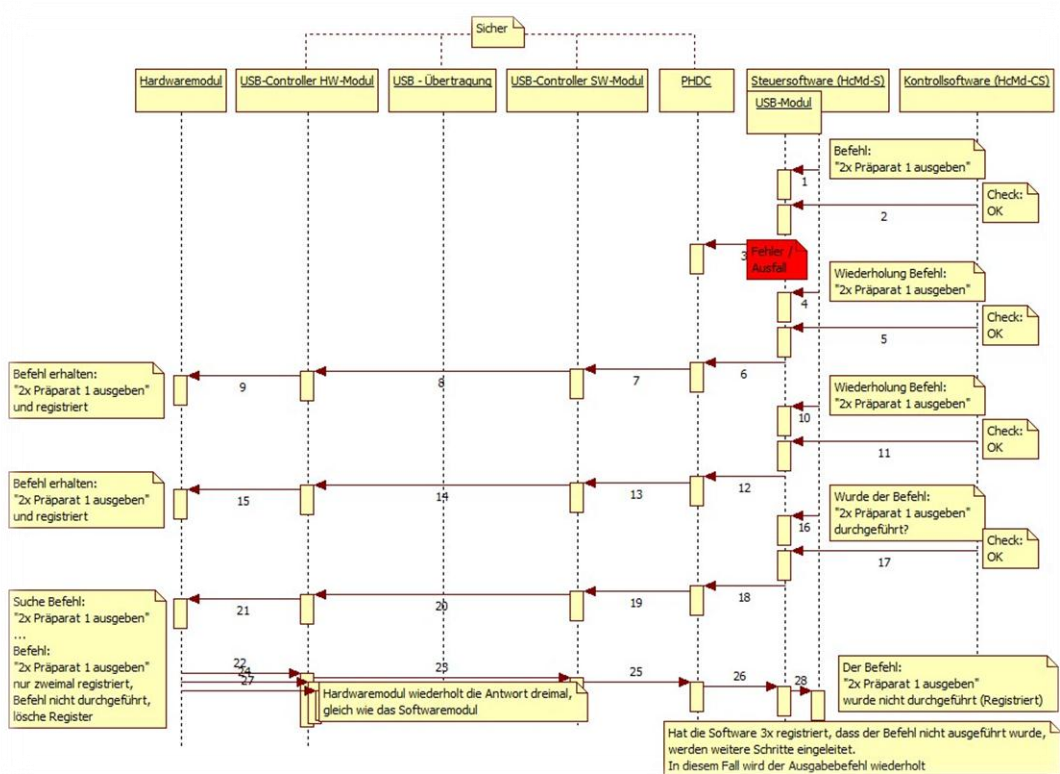 Sicher
Hardwaremodul
USB-Controller HW-Modul
USB - Übertragung
USB-Controller SW-Modul
PHDC
Steuersoftware (HcMd-S)
Kontrollsoftware (HcMd-CS)
USB-Modul
Befehl:
"2x Präparat 1 ausgeben"
1
Check:
OK
2
3
Fehler /
Ausfall
Wiederholung Befehl:
"2x Präparat 1 ausgeben"
4
Check:
OK
5
6
7
8
9
Befehl erhalten:
"2x Präparat 1 ausgeben"
und registriert
Wiederholung Befehl:
"2x Präparat 1 ausgeben"
10
Check:
OK
11
12
13
14
15
Befehl erhalten:
"2x Präparat 1 ausgeben"
und registriert
Wurde der Befehl:
"2x Präparat 1 ausgeben"
durchgeführt?
16
Check:
OK
17
18
19
20
21
Suche Befehl:
"2x Präparat 1 ausgeben"
...
Befehl:
"2x Präparat 1 ausgeben"
nur zweimal registriert,
Befehl nicht durchgeführt,
lösche Register
22
23
24
25
26
27
28
Hardwaremodul wiederholt die Antwort dreimal,
gleich wie das Softwaremodul
Der Befehl:
"2x Präparat 1 ausgeben"
wurde nicht durchgeführt (Registriert)
Hat die Software 3x registriert, dass der Befehl nicht ausgeführt wurde,
werden weitere Schritte eingeleitet.
In diesem Fall wird der Ausgabebefehl wiederholt